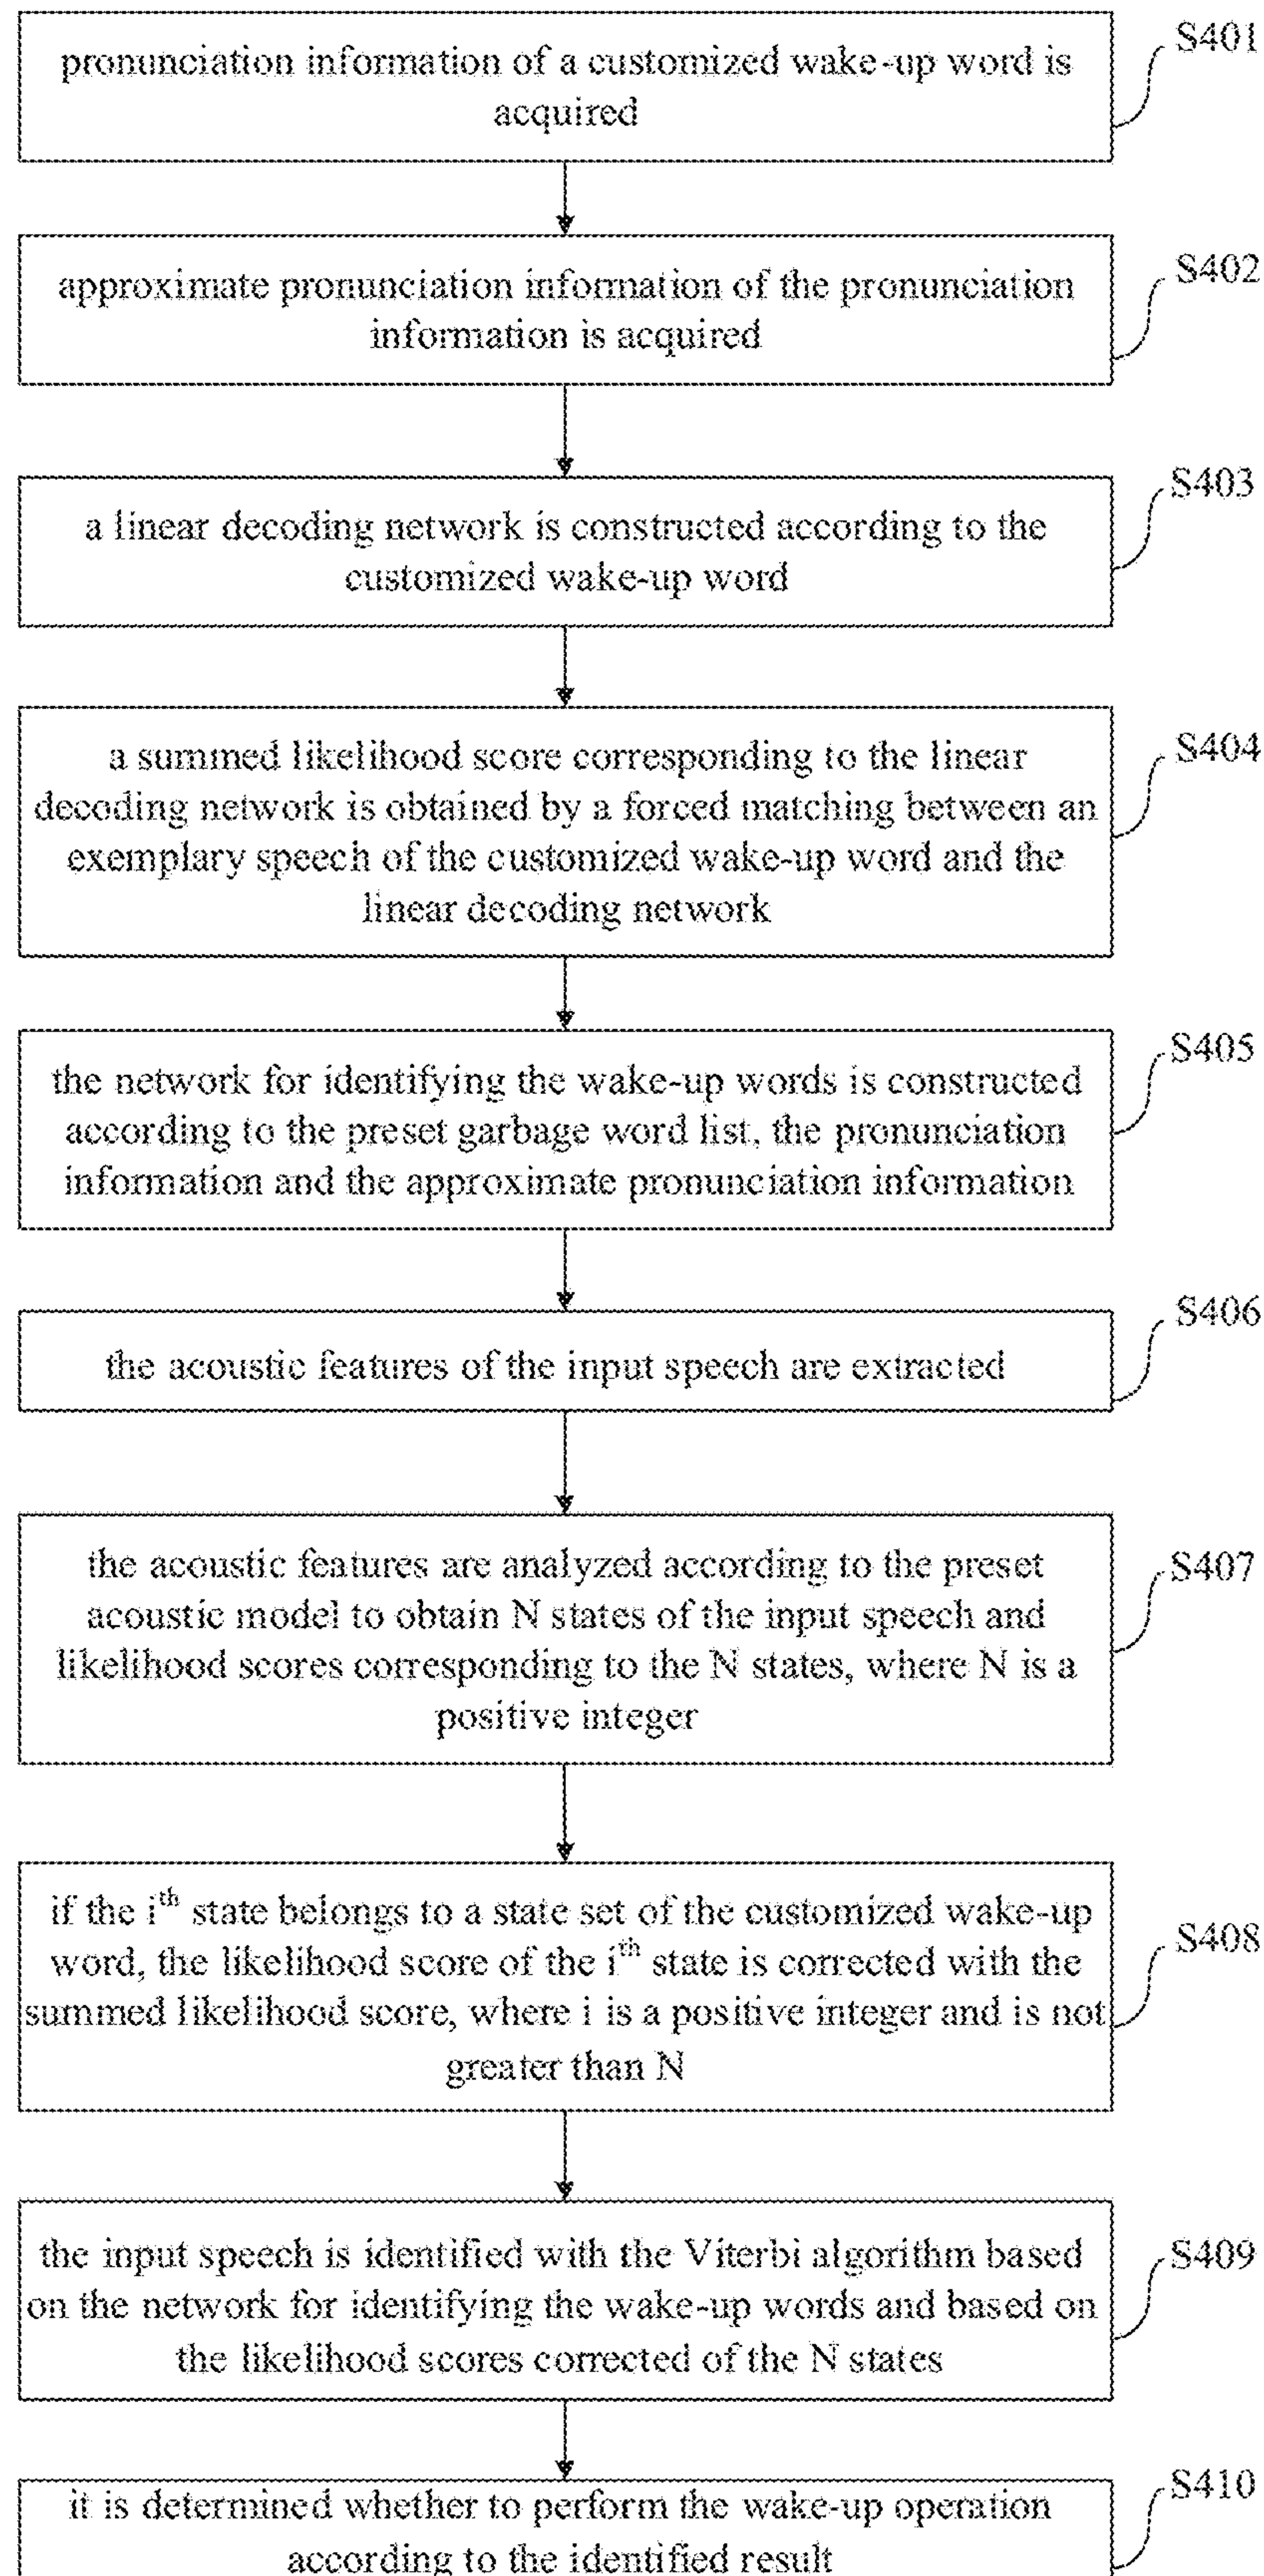 pronunciation information of a customized wake-up word is
acquired
S401
approximate pronunciation information of the pronunciation
information is acquired
S402
a linear decoding network is constructed according to the
customized wake-up word
S403
a summed likelihood score corresponding to the linear
decoding network is obtained by a forced matching between an
exemplary speech of the customized wake-up word and the
linear decoding network
S404
the network for identifying the wake-up words is constructed
according to the preset garbage word list, the pronunciation
information and the approximate pronunciation information
S405
the acoustic features of the input speech are extracted
S406
the acoustic features are analyzed according to the preset
acoustic model to obtain N states of the input speech and
likelihood scores corresponding to the N states, where N is a
positive integer
S407
if the i^th state belongs to a state set of the customized wake-up
word, the likelihood score of the i^th state is corrected with the
summed likelihood score, where i is a positive integer and is not
greater than N
S408
the input speech is identified with the Viterbi algorithm based
on the network for identifying the wake-up words and based on
the likelihood scores corrected of the N states
S409
it is determined whether to perform the wake-up operation
according to the identified result
S410